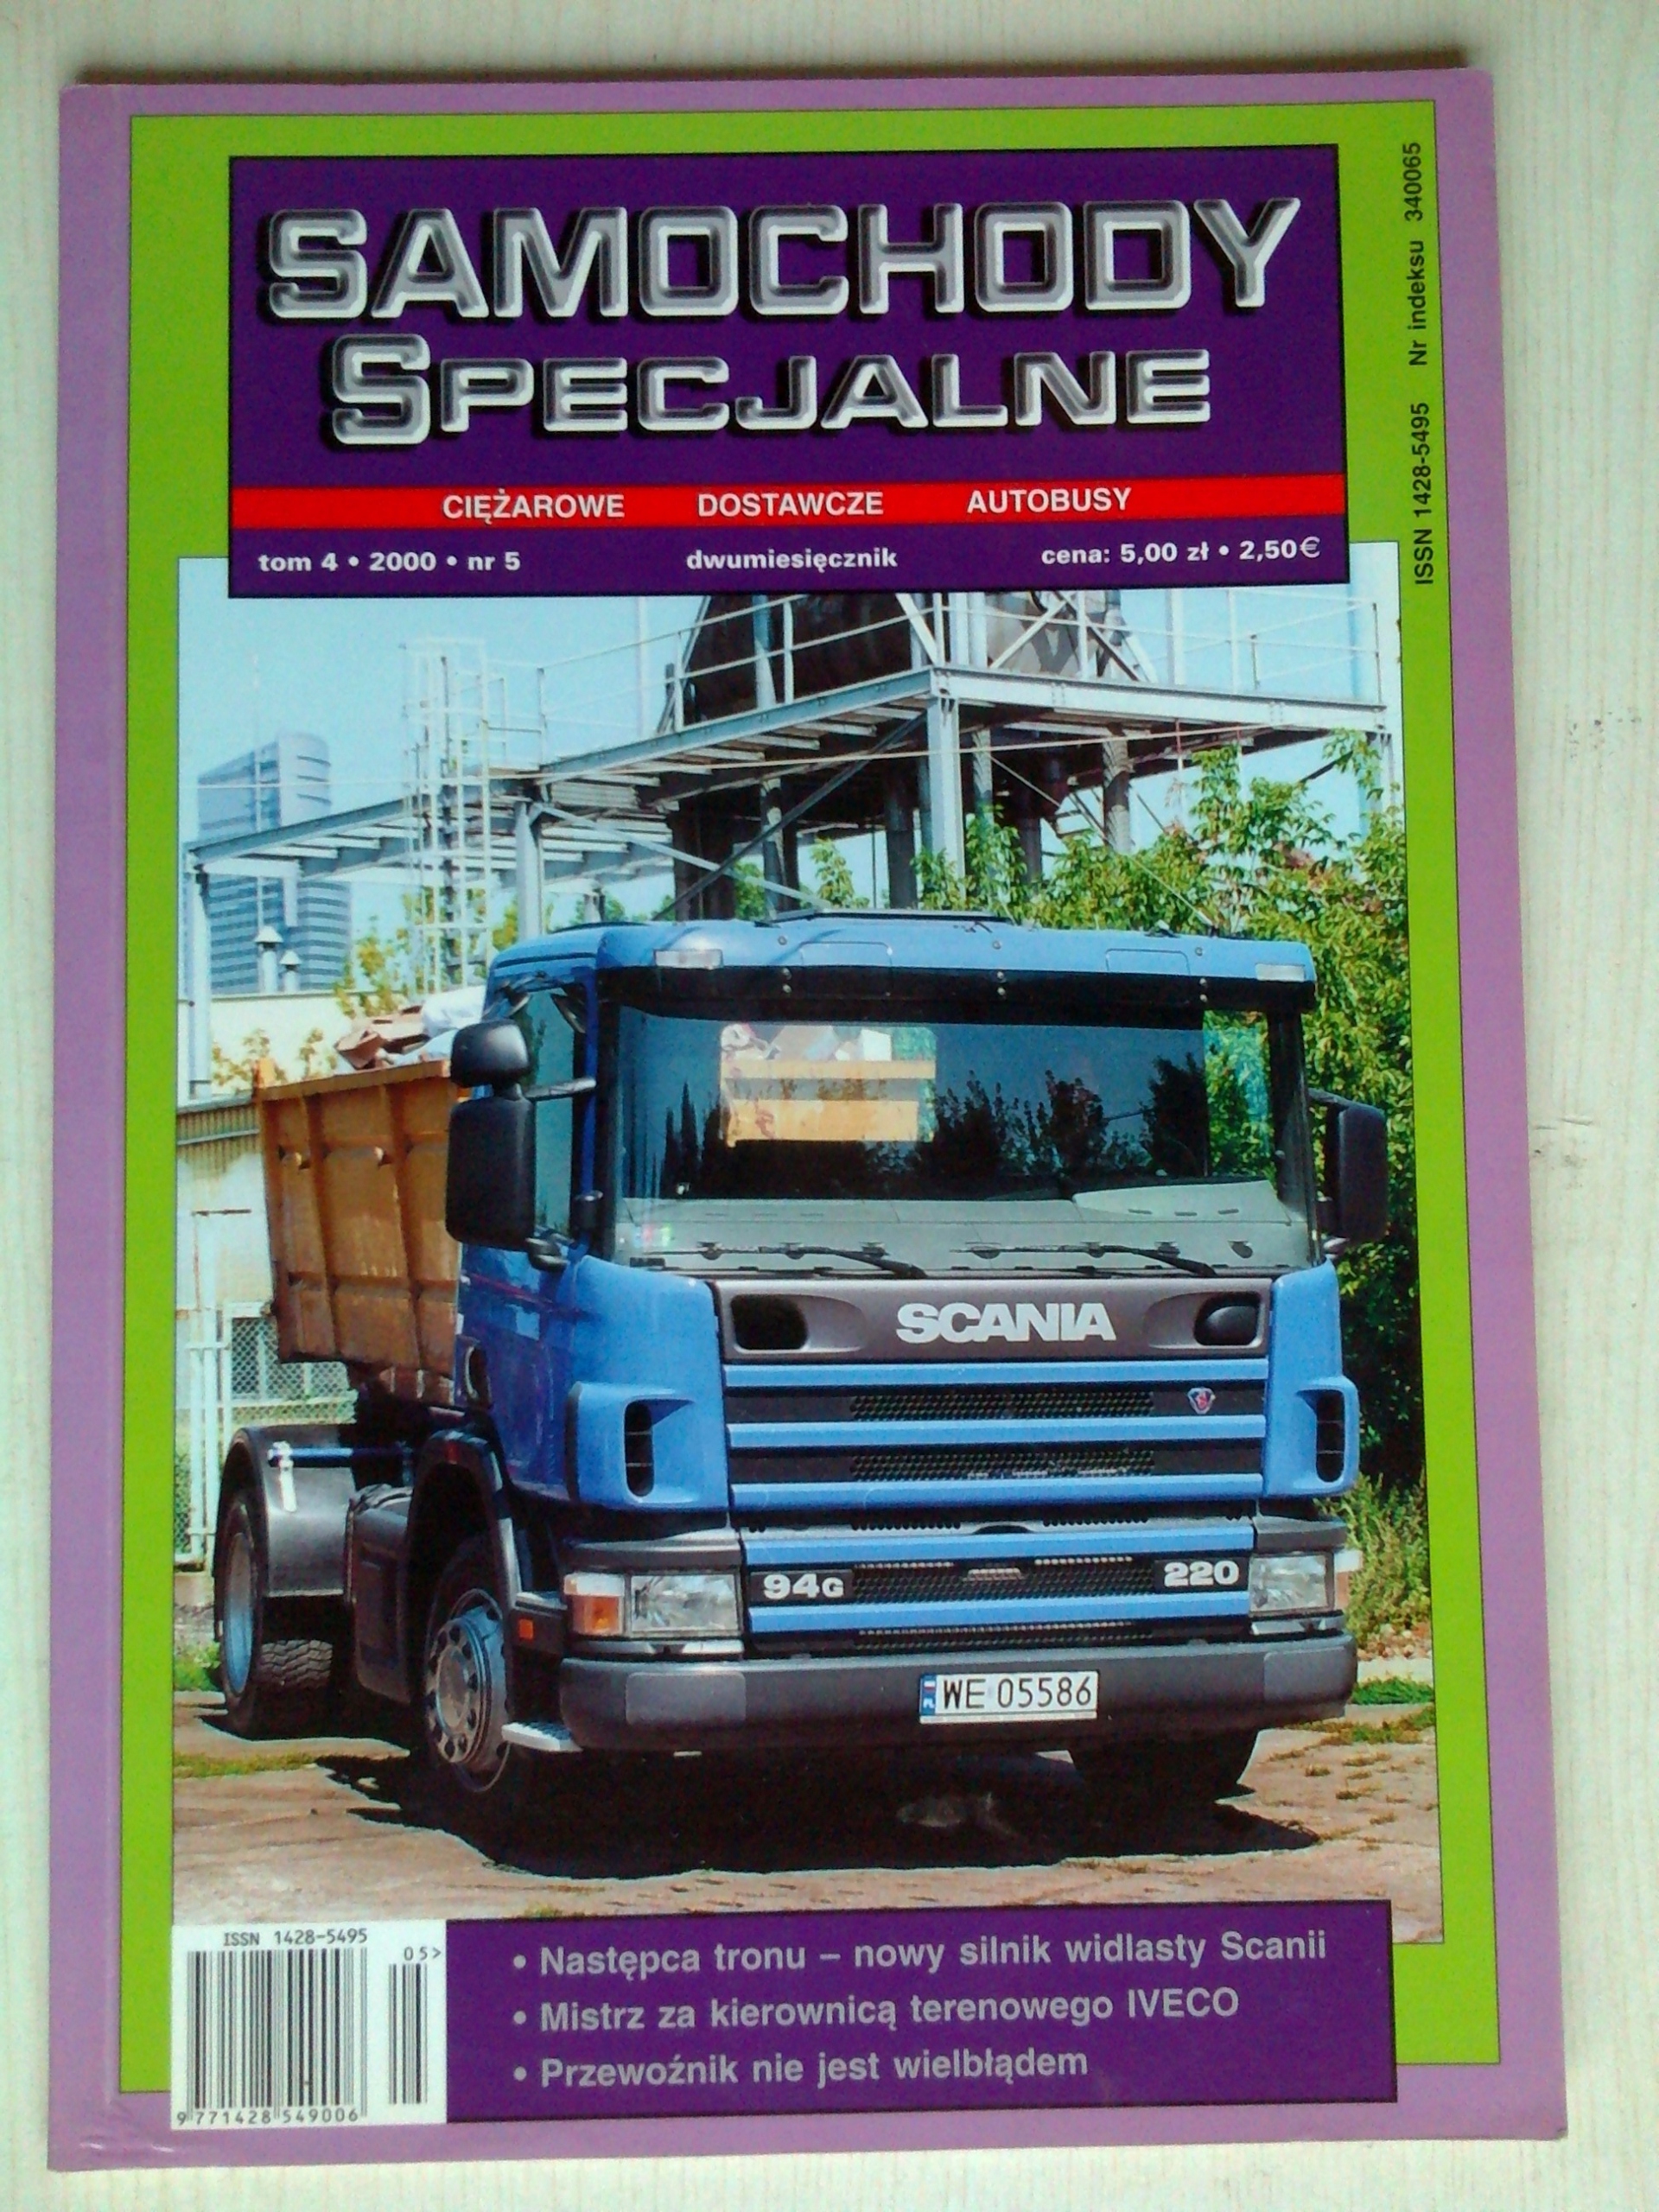 SAMOCHODY
SPECJALNE
CIĘŻAROWE DOSTAWCZE AUTOBUSY
tom 4 • 2000 • nr 5 dwumiesięcznik cena: 5,00 zł • 2,50€
ISSN 1428-5495 Nr indeksu 340065
SCANIA
94G 220
PL WE 05586
ISSN 1428-5495
05>
9 771428 549006
• Następca tronu – nowy silnik widlasty Scanii
• Mistrz za kierownicą terenowego IVECO
• Przewoźnik nie jest wielbłądem